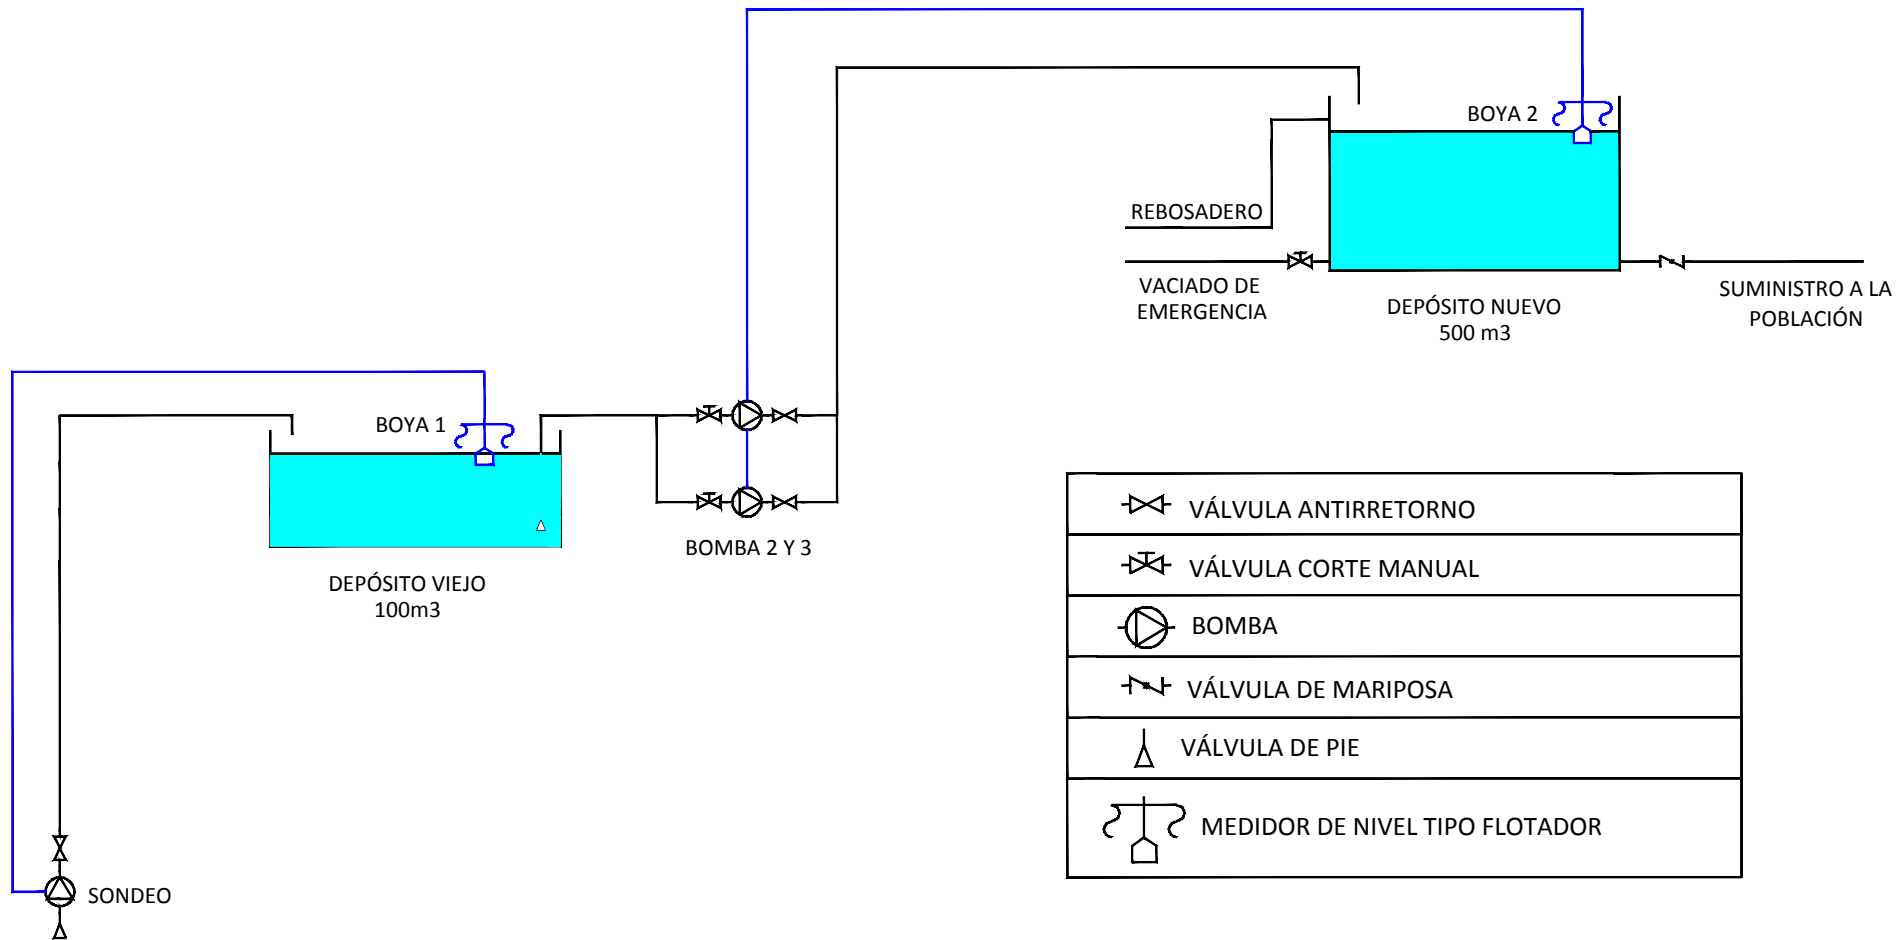 BOYA 2
REBOSADERO
VACIADO DE
EMERGENCIA
DEPÓSITO NUEVO
500 m3
SUMINISTRO A LA
POBLACIÓN
BOYA 1
BOMBA 2 Y 3
DEPÓSITO VIEJO
100m3
SONDEO
VÁLVULA ANTIRRETORNO
VÁLVULA CORTE MANUAL
BOMBA
VÁLVULA DE MARIPOSA
VÁLVULA DE PIE
MEDIDOR DE NIVEL TIPO FLOTADOR